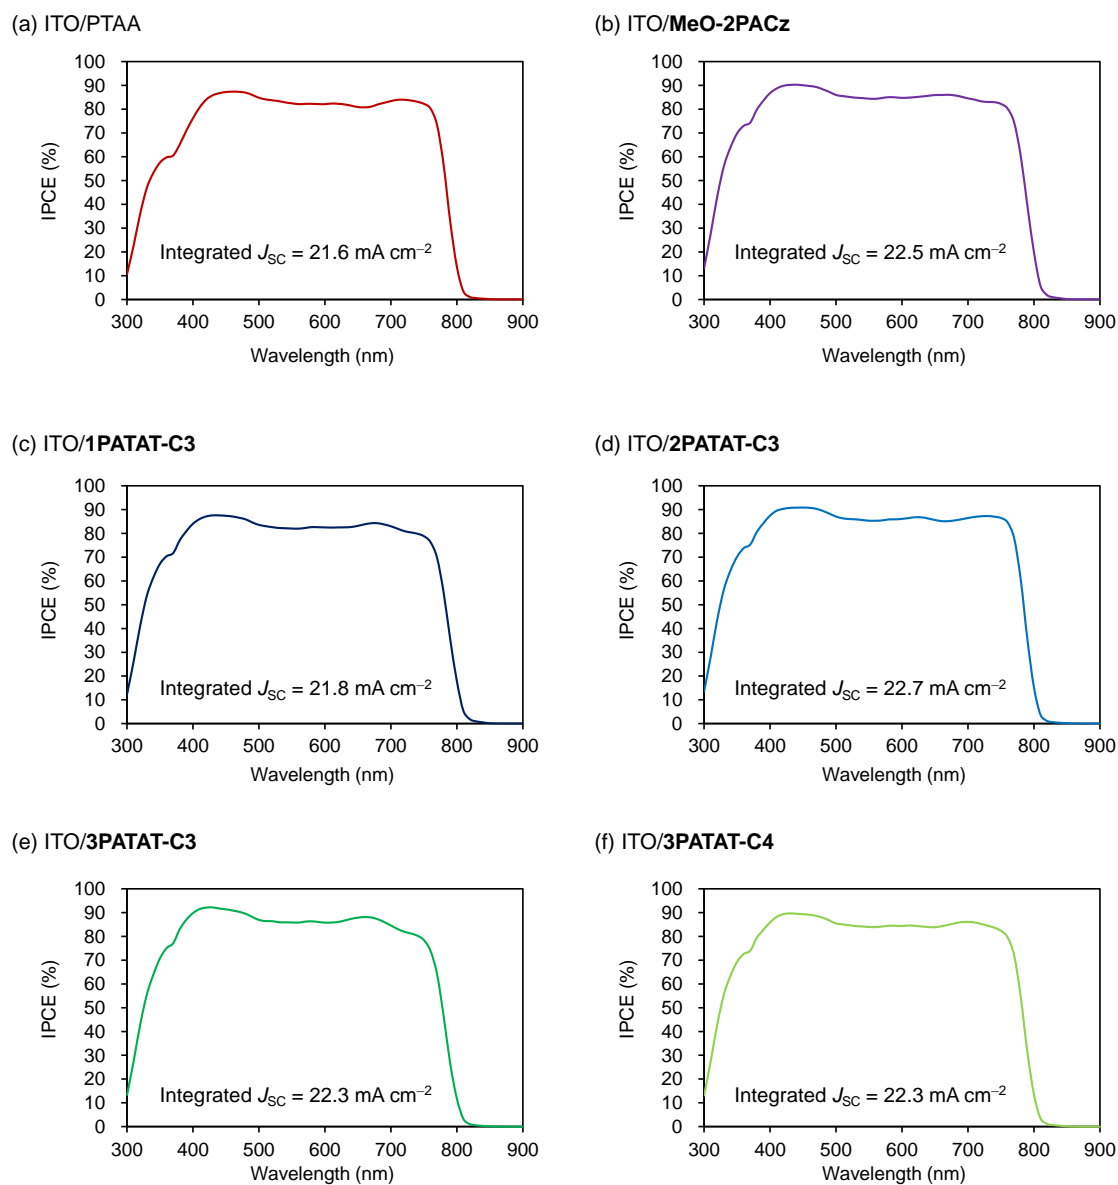 (a) ITO/PTAA
100
90
80
70
60
50
40
30
20
10
0
IPCE (%)
Integrated JSC = 21.6 mA cm−2
300 400 500 600 700 800 900
Wavelength (nm)
(b) ITO/MeO-2PACz
100
90
80
70
60
50
40
30
20
10
0
IPCE (%)
Integrated JSC = 22.5 mA cm−2
300 400 500 600 700 800 900
Wavelength (nm)
(c) ITO/1PATAT-C3
100
90
80
70
60
50
40
30
20
10
0
IPCE (%)
Integrated JSC = 21.8 mA cm−2
300 400 500 600 700 800 900
Wavelength (nm)
(d) ITO/2PATAT-C3
100
90
80
70
60
50
40
30
20
10
0
IPCE (%)
Integrated JSC = 22.7 mA cm−2
300 400 500 600 700 800 900
Wavelength (nm)
(e) ITO/3PATAT-C3
100
90
80
70
60
50
40
30
20
10
0
IPCE (%)
Integrated JSC = 22.3 mA cm−2
300 400 500 600 700 800 900
Wavelength (nm)
(f) ITO/3PATAT-C4
100
90
80
70
60
50
40
30
20
10
0
IPCE (%)
Integrated JSC = 22.3 mA cm−2
300 400 500 600 700 800 900
Wavelength (nm)